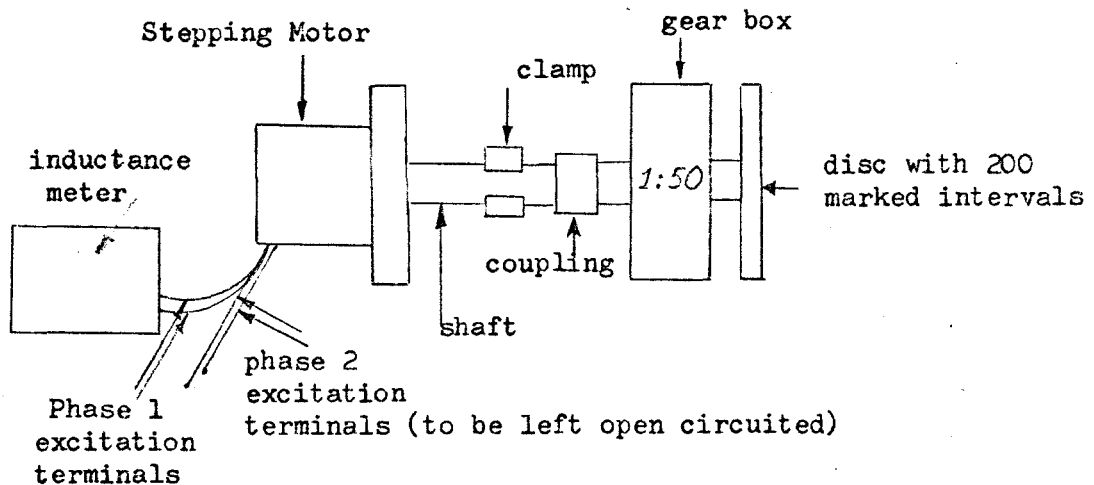 Stepping Motor
gear box
clamp
inductance
meter
1:50
disc with 200
marked intervals
coupling
shaft
phase 2
excitation
terminals (to be left open circuited)
Phase 1
excitation
terminals